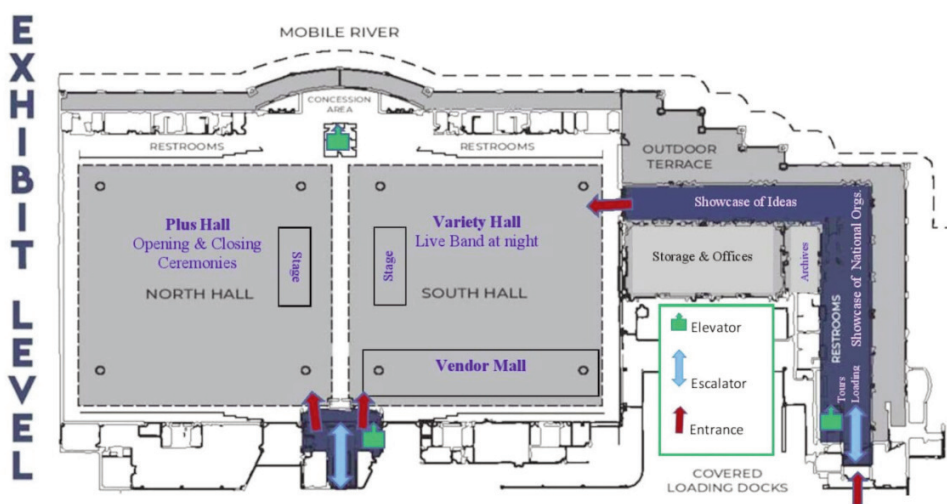 EXHIBIT LEVEL
MOBILE RIVER
CONCESSION
AREA
RESTROOMS
RESTROOMS
OUTDOOR
TERRACE
Showcase of Ideas
Showcase of National Orgs.
Plus Hall
Opening & Closing
Ceremonies
Stage
NORTH HALL
Variety Hall
Live Band at night
Stage
SOUTH HALL
Vendor Mall
Storage & Offices
Archives
RESTROOMS
Tours
Loading
Elevator
Escalator
Entrance
COVERED
LOADING DOCKS